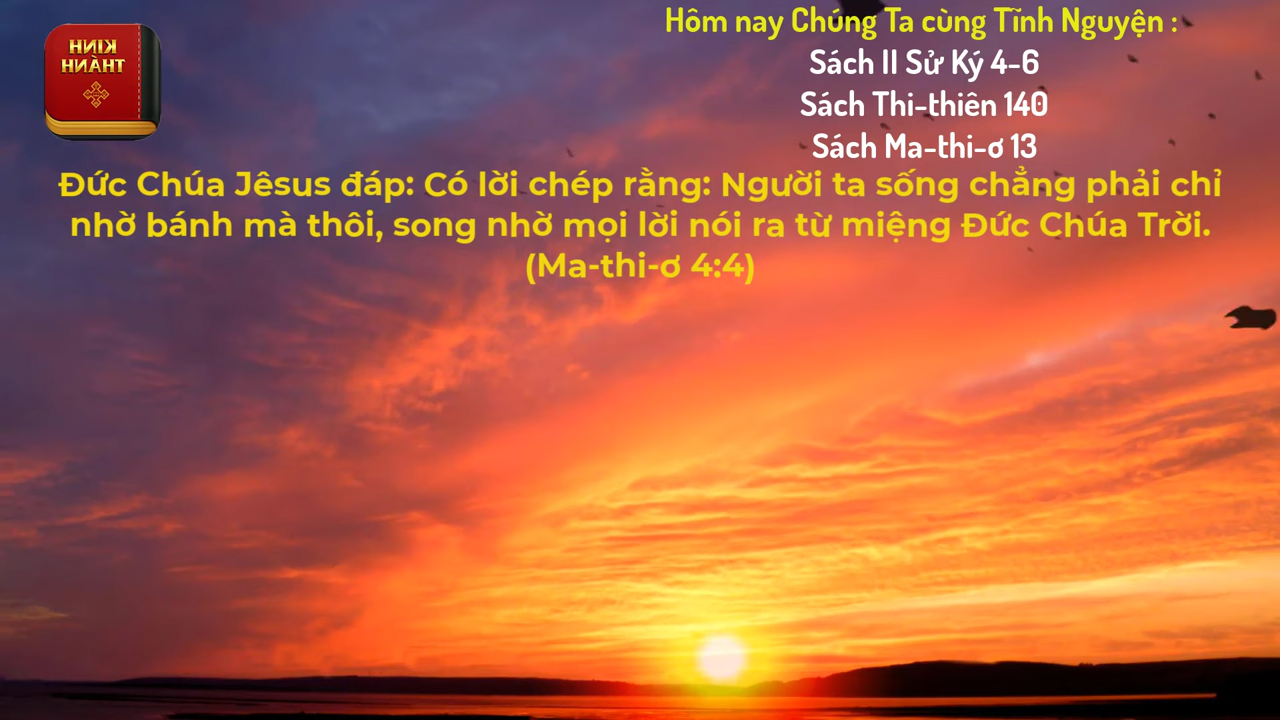 KINH
THÁNH
Hôm nay Chúng Ta cùng Tĩnh Nguyện :
Sách II Sử Ký 4-6
Sách Thi-thiên 140
Sách Ma-thi-ơ 13
Đức Chúa Jêsus đáp: Có lời chép rằng: Người ta sống chẳng phải chỉ
nhờ bánh mà thôi, song nhờ mọi lời nói ra từ miệng Đức Chúa Trời.
(Ma-thi-ơ 4:4)